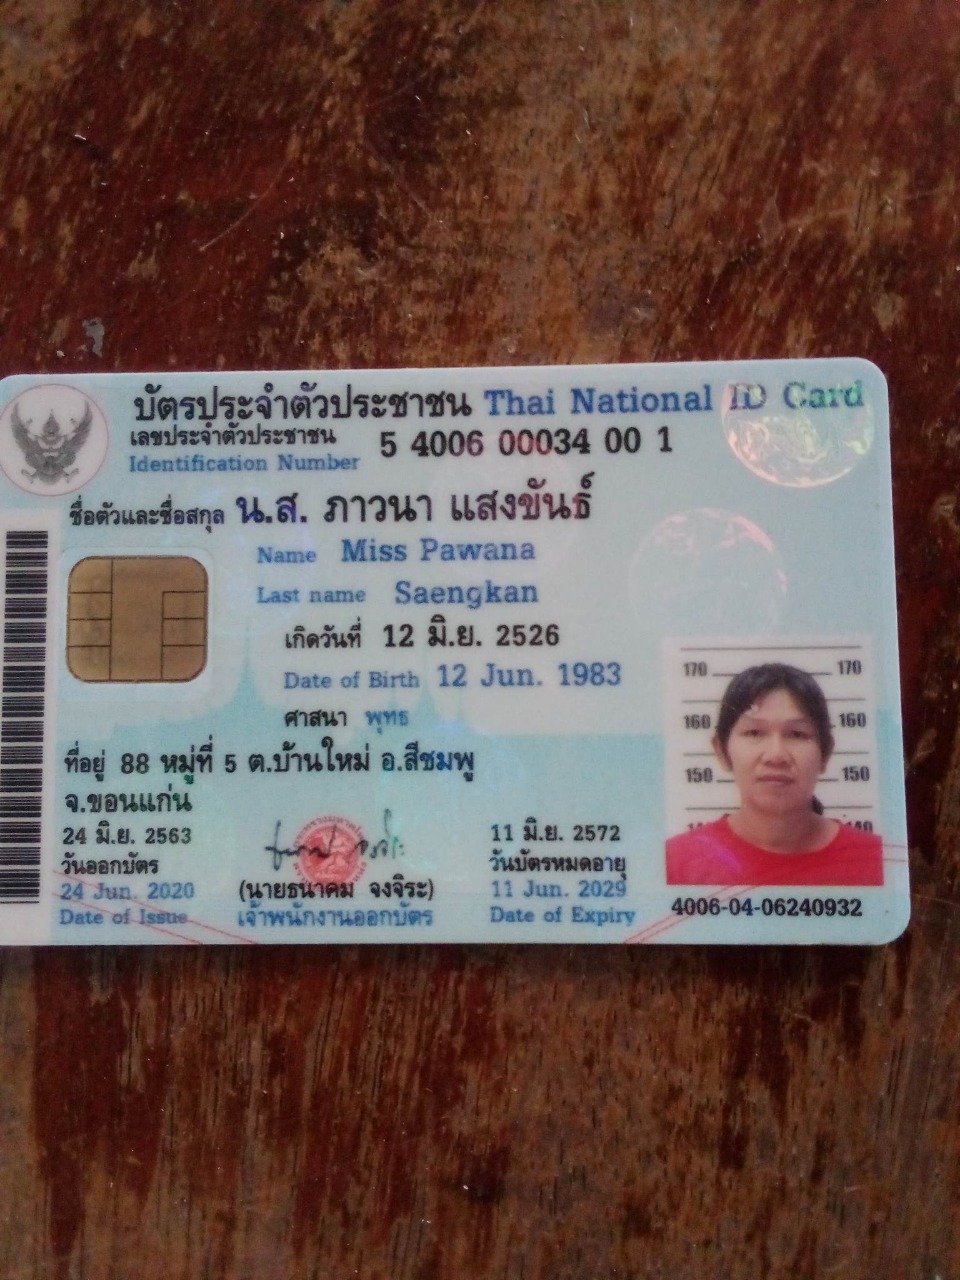 บัตรประจำตัวประชาชน Thai National ID Card
เลขประจำตัวประชาชน 5 4006 00034 00 1
Identification Number
ชื่อตัวและชื่อสกุล น.ส. ภาวนา แสงขันธ์
Name Miss Pawana
Last name Saengkan
เกิดวันที่ 12 มิ.ย. 2526
Date of Birth 12 Jun. 1983
ศาสนา พุทธ
ที่อยู่ 88 หมู่ที่ 5 ต.บ้านใหม่ อ.สีชมพู
จ.ขอนแก่น
24 มิ.ย. 2563
วันออกบัตร
24 Jun. 2020
Date of Issue
(นายธนาคม จงจิระ)
เจ้าพนักงานออกบัตร
11 มิ.ย. 2572
วันบัตรหมดอายุ
11 Jun. 2029
Date of Expiry
170 170
160 160
150 150
4006-04-06240932